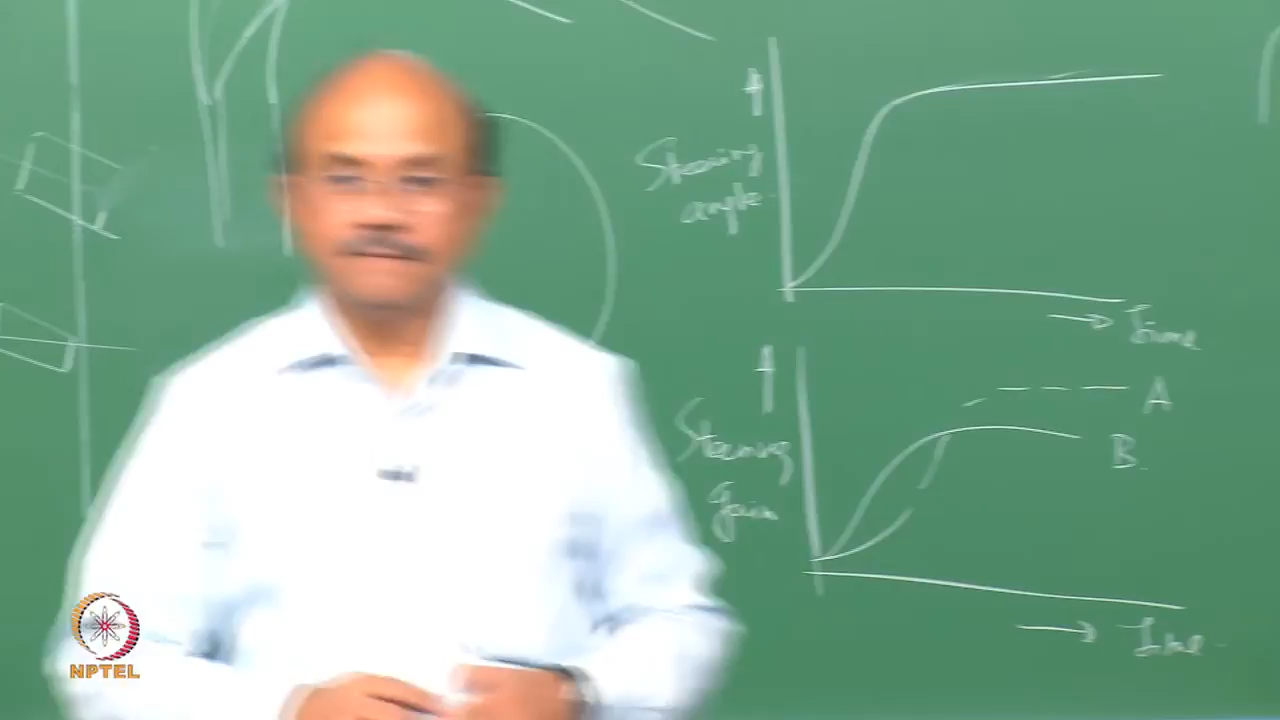 Steering
angle
Time
A
Steering
gain
B
Time
NPTEL